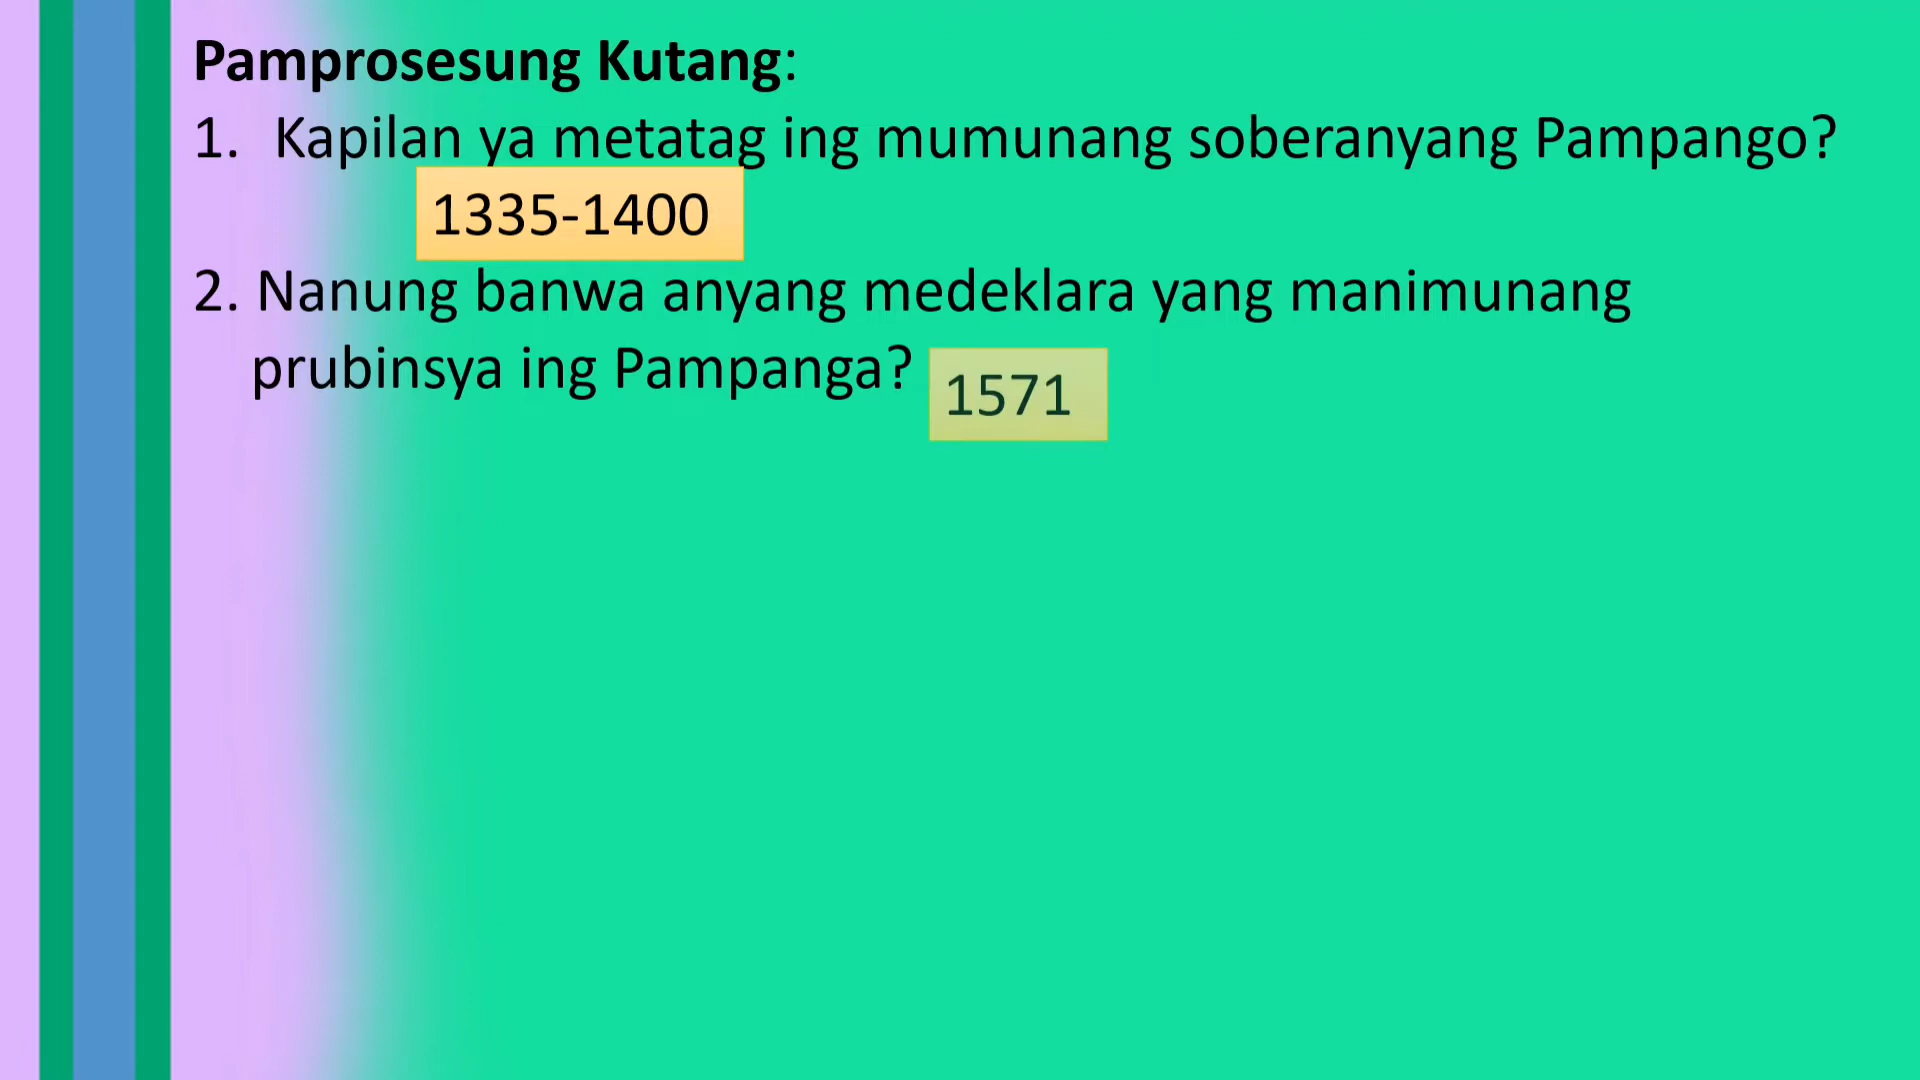 Pamprosesung Kutang:
1. Kapilan ya metatag ing mumunang soberanyang Pampango?
1335-1400
2. Nanung banwa anyang medeklara yang manimunang
prubinsya ing Pampanga? 1571